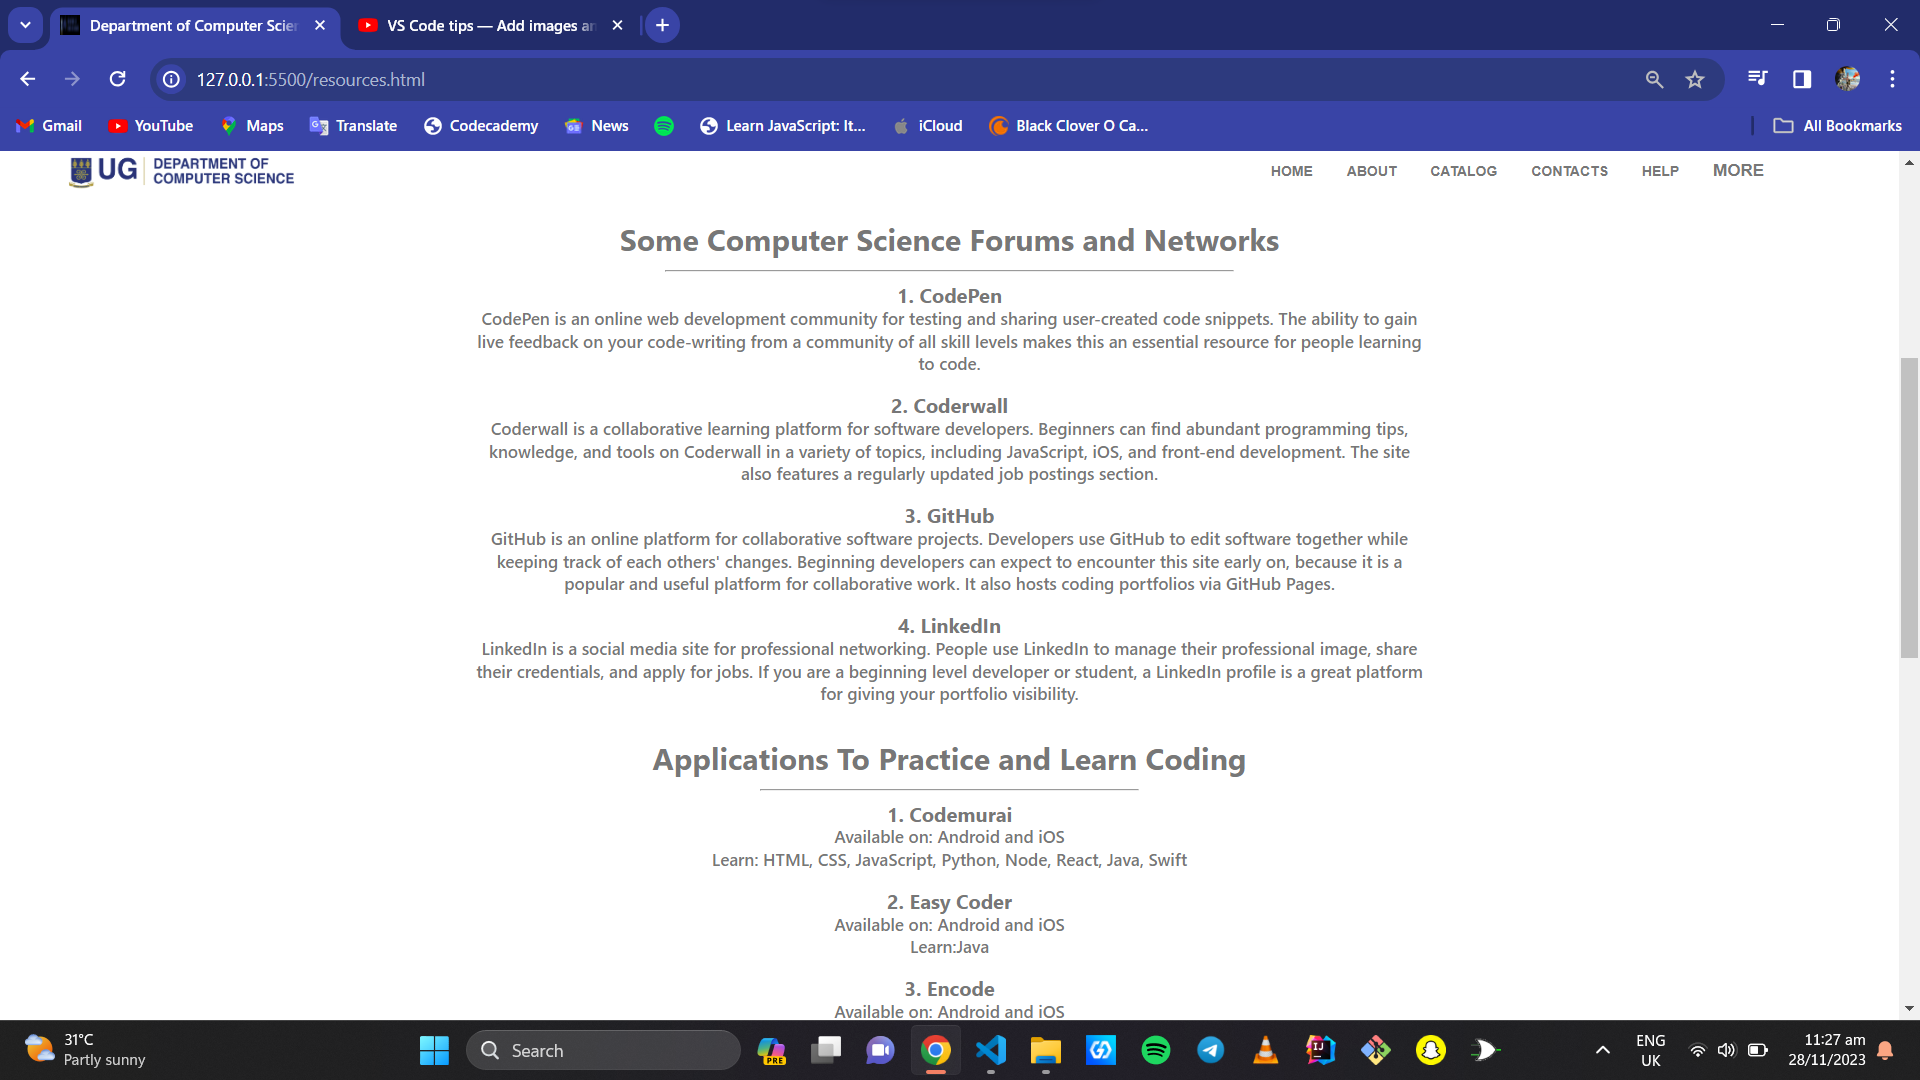 Department of Computer Scien
VS Code tips — Add images an
127.0.0.1:5500/resources.html
Gmail
YouTube
Maps
Translate
Codecademy
News
Learn JavaScript: It...
iCloud
Black Clover O Ca...
All Bookmarks
UG
DEPARTMENT OF
COMPUTER SCIENCE
HOME
ABOUT
CATALOG
CONTACTS
HELP
MORE
Some Computer Science Forums and Networks
1. CodePen
CodePen is an online web development community for testing and sharing user-created code snippets. The ability to gain
live feedback on your code-writing from a community of all skill levels makes this an essential resource for people learning
to code.
2. Coderwall
Coderwall is a collaborative learning platform for software developers. Beginners can find abundant programming tips,
knowledge, and tools on Coderwall in a variety of topics, including JavaScript, iOS, and front-end development. The site
also features a regularly updated job postings section.
3. GitHub
GitHub is an online platform for collaborative software projects. Developers use GitHub to edit software together while
keeping track of each others' changes. Beginning developers can expect to encounter this site early on, because it is a
popular and useful platform for collaborative work. It also hosts coding portfolios via GitHub Pages.
4. LinkedIn
LinkedIn is a social media site for professional networking. People use LinkedIn to manage their professional image, share
their credentials, and apply for jobs. If you are a beginning level developer or student, a LinkedIn profile is a great platform
for giving your portfolio visibility.
Applications To Practice and Learn Coding
1. Codemurai
Available on: Android and iOS
Learn: HTML, CSS, JavaScript, Python, Node, React, Java, Swift
2. Easy Coder
Available on: Android and iOS
Learn:Java
3. Encode
Available on: Android and iOS
31°C
Partly sunny
Search
PRE
ENG
UK
11:27 am
28/11/2023